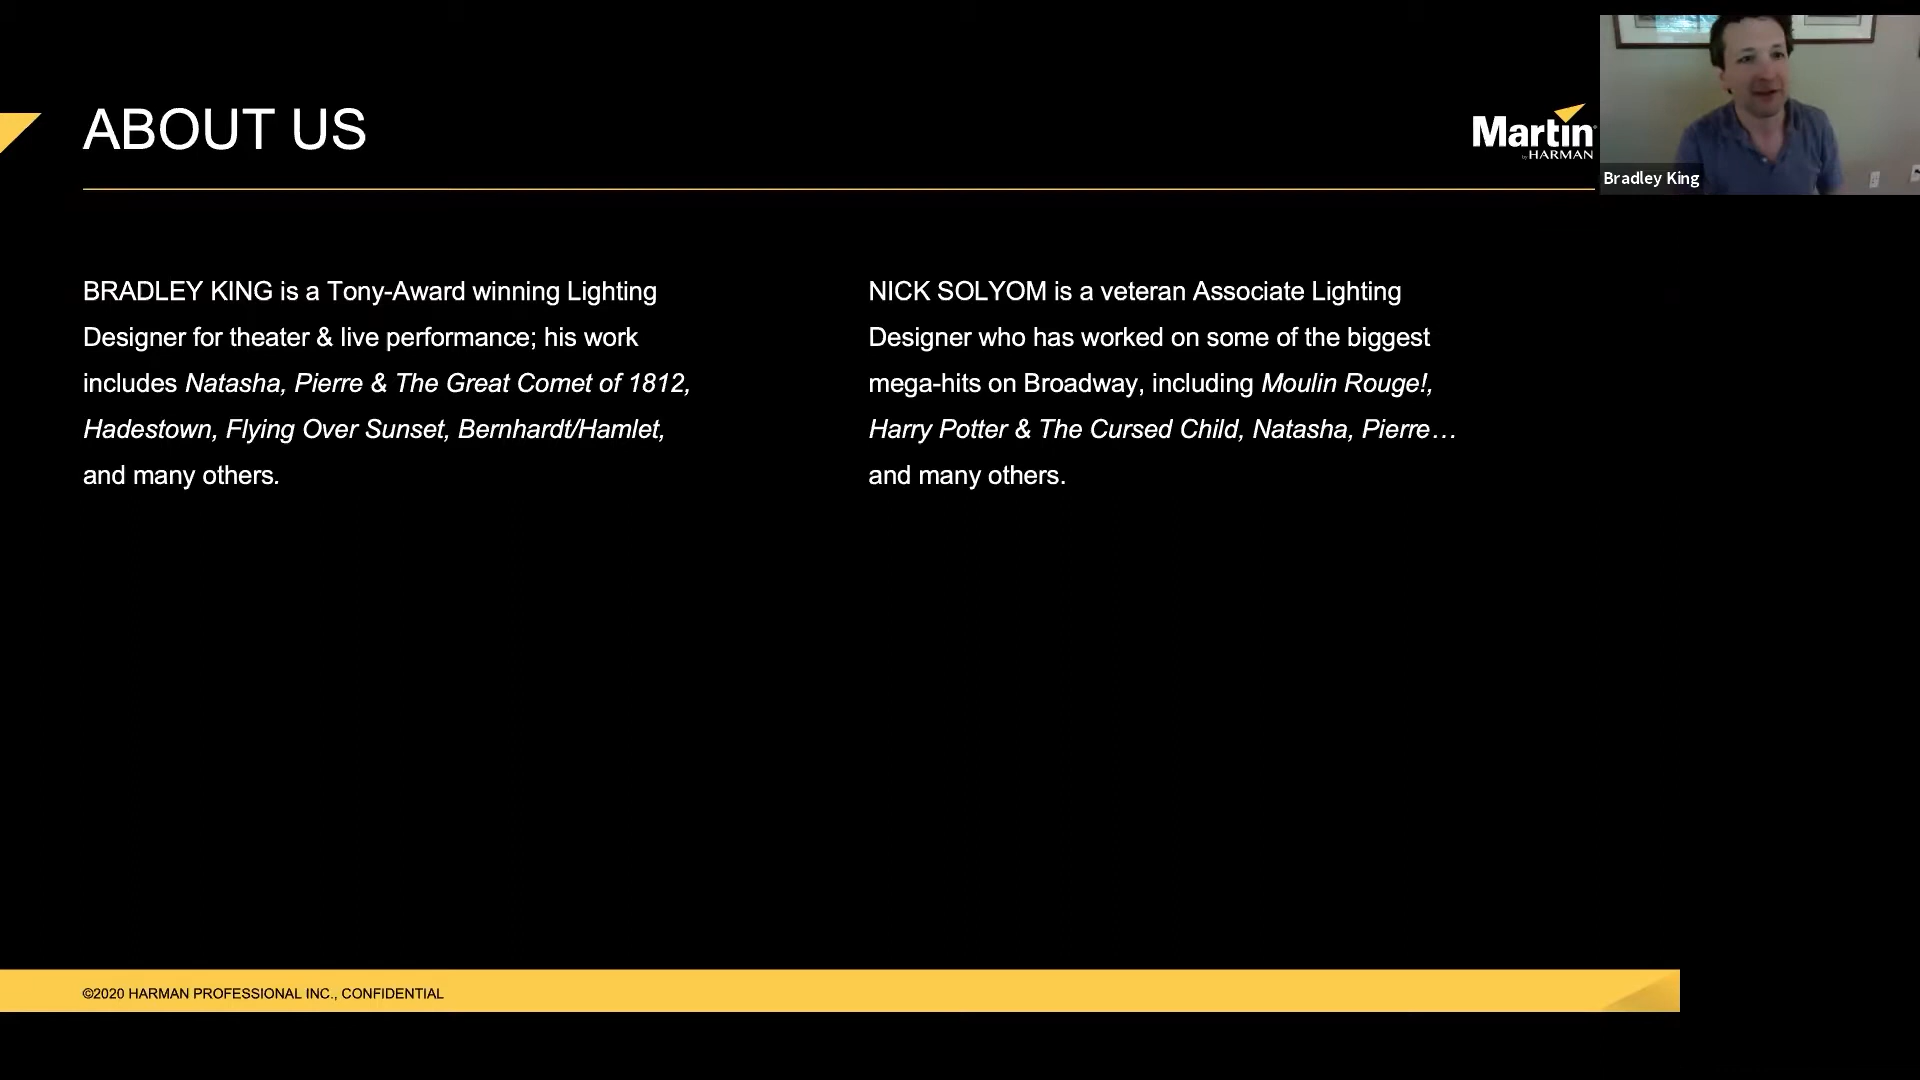 ABOUT US
Martin
by HARMAN
Bradley King
BRADLEY KING is a Tony-Award winning Lighting
Designer for theater & live performance; his work
includes Natasha, Pierre & The Great Comet of 1812,
Hadestown, Flying Over Sunset, Bernhardt/Hamlet,
and many others.
NICK SOLYOM is a veteran Associate Lighting
Designer who has worked on some of the biggest
mega-hits on Broadway, including Moulin Rouge!,
Harry Potter & The Cursed Child, Natasha, Pierre…
and many others.
©2020 HARMAN PROFESSIONAL INC., CONFIDENTIAL